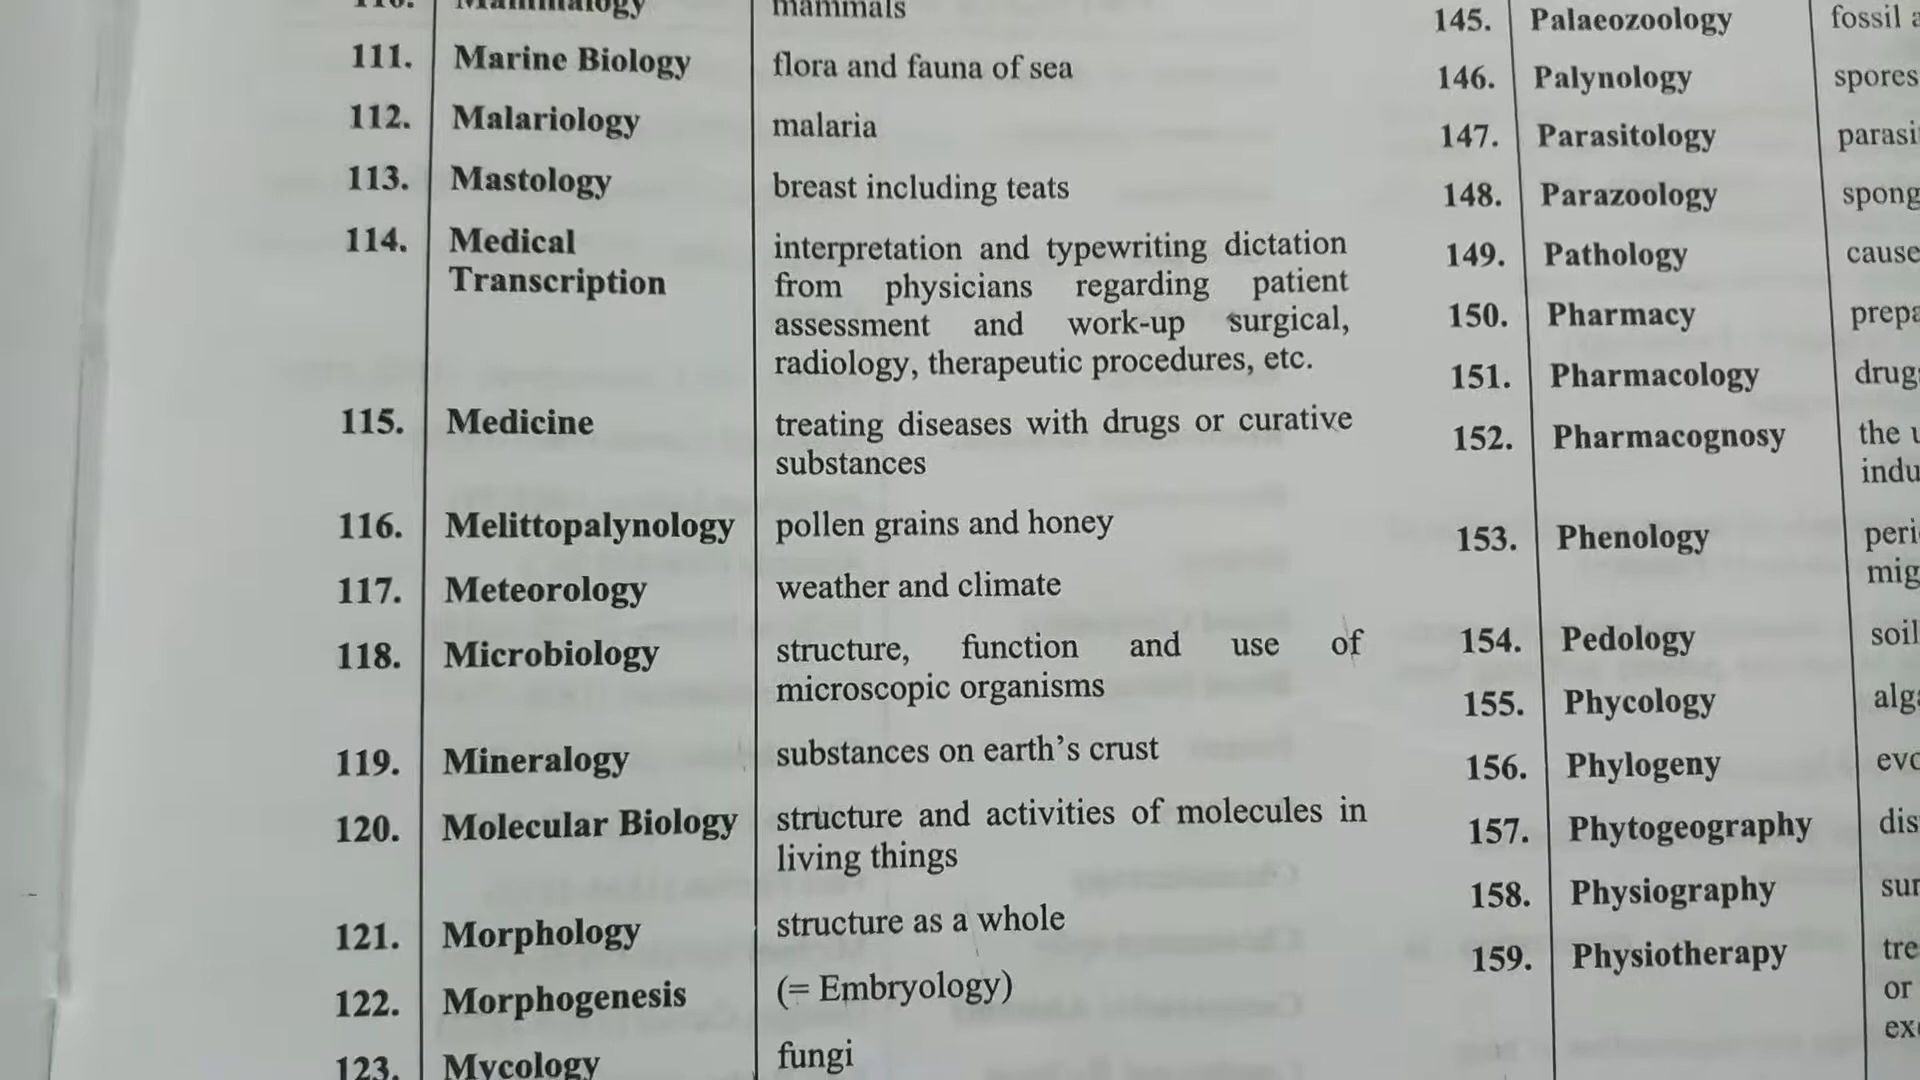 110. Mammalogy mammals
111. Marine Biology flora and fauna of sea
112. Malariology malaria
113. Mastology breast including teats
114. Medical interpretation and typewriting dictation
Transcription from physicians regarding patient
assessment and work-up surgical,
radiology, therapeutic procedures, etc.
115. Medicine treating diseases with drugs or curative
substances
116. Melittopalynology pollen grains and honey
117. Meteorology weather and climate
118. Microbiology structure, function and use of
microscopic organisms
119. Mineralogy substances on earth's crust
120. Molecular Biology structure and activities of molecules in
living things
121. Morphology structure as a whole
122. Morphogenesis (= Embryology)
123. Mycology fungi
145. Palaeozoology fossil
146. Palynology spores
147. Parasitology
148. Parazoology
149. Pathology cause
150. Pharmacy
151. Pharmacology
152. Pharmacognosy the
153. Phenology
154. Pedology soil
155. Phycology
156. Phylogeny
157. Phytogeography
158. Physiography
159. Physiotherapy
or